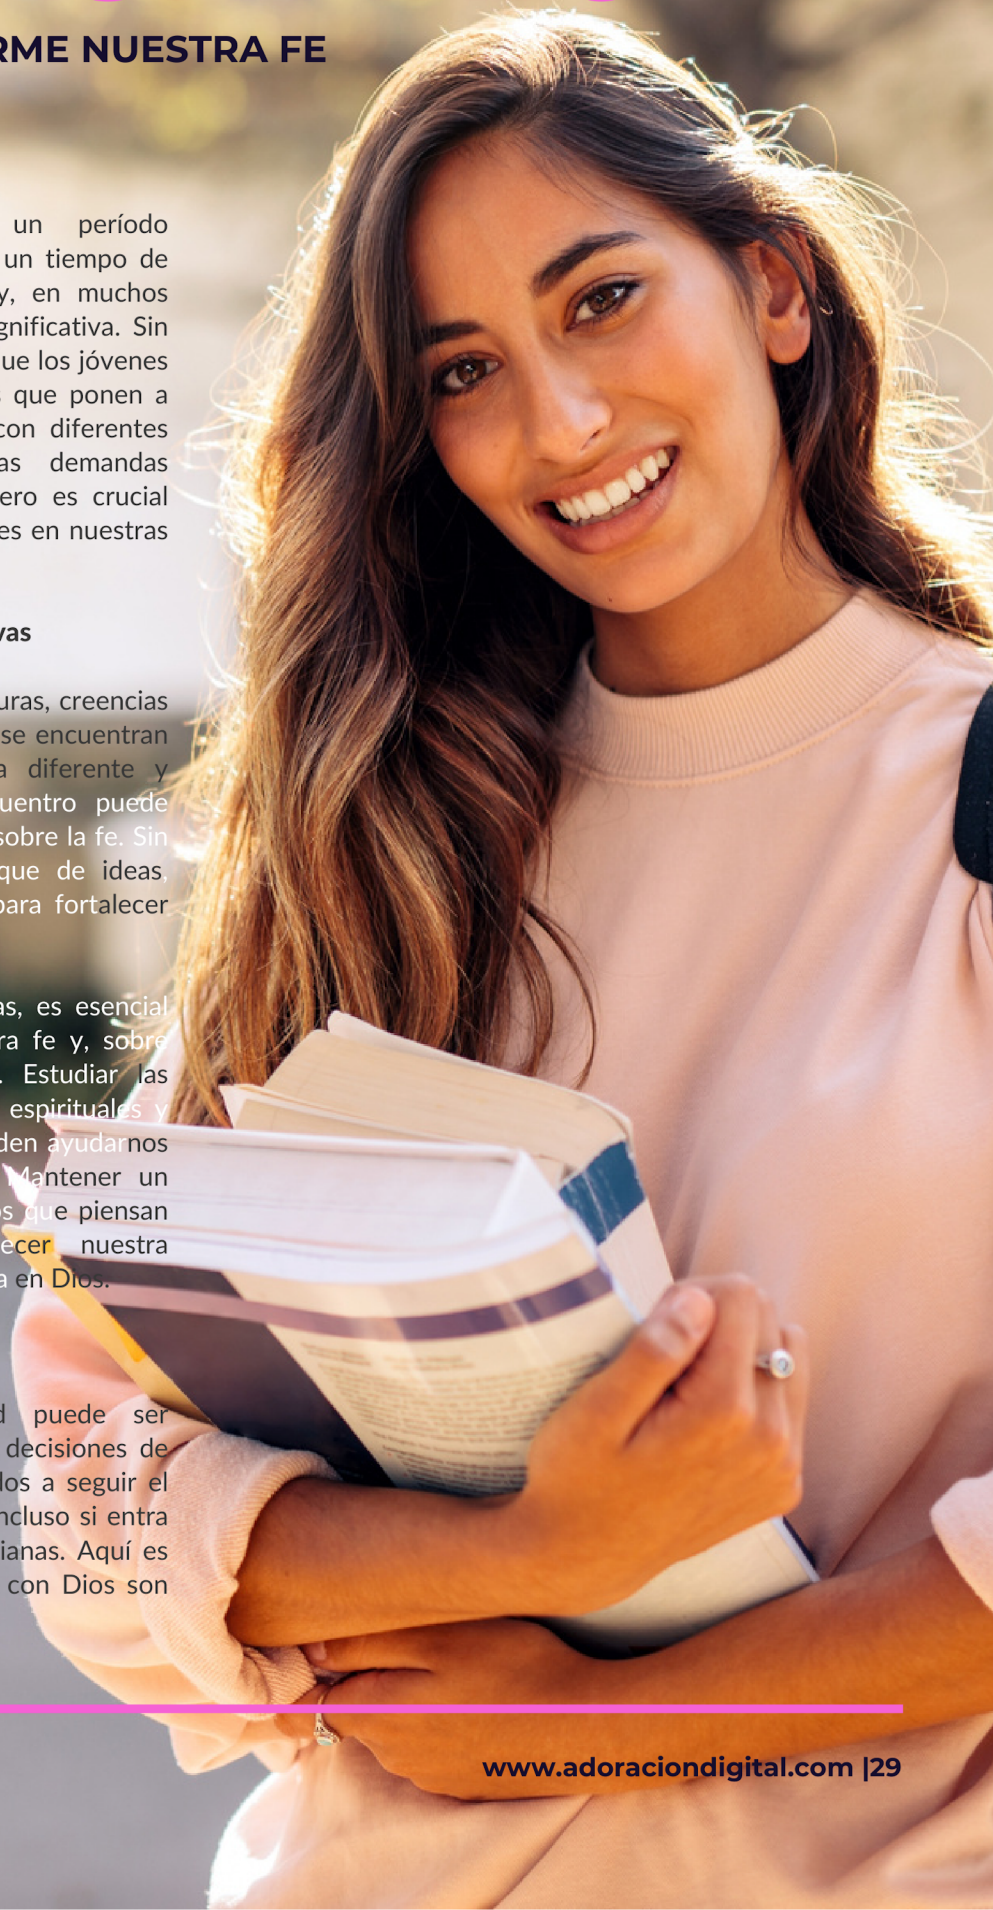 RME NUESTRA FE
un período
un tiempo de
y, en muchos
gnificativa. Sin
ue los jóvenes
s que ponen a
con diferentes
as demandas
ero es crucial
es en nuestras
vas
uras, creencias
se encuentran
a diferente y
uentro puede
sobre la fe. Sin
que de ideas,
para fortalecer
as, es esencial
ra fe y, sobre
. Estudiar las
espirituales y
den ayudarnos
Mantener un
os que piensan
ecer nuestra
a en Dios.
d puede ser
decisiones de
dos a seguir el
ncluso si entra
ianas. Aquí es
con Dios son
www.adoraciondigital.com |29